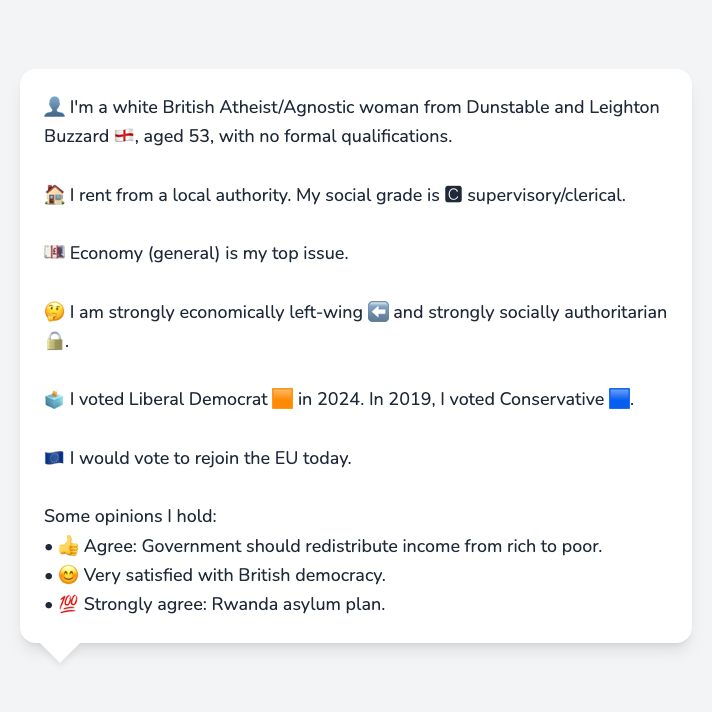 👤 I'm a white British Atheist/Agnostic woman from Dunstable and Leighton
Buzzard 🏴󠁧󠁢󠁥󠁮󠁧󠁿, aged 53, with no formal qualifications.
🏠 I rent from a local authority. My social grade is 🅲 supervisory/clerical.
💷 Economy (general) is my top issue.
🤔 I am strongly economically left-wing ⬅️ and strongly socially authoritarian
🔒.
🗳️ I voted Liberal Democrat 🟧 in 2024. In 2019, I voted Conservative 🟦.
🇪🇺 I would vote to rejoin the EU today.
Some opinions I hold:
• 👍 Agree: Government should redistribute income from rich to poor.
• 😊 Very satisfied with British democracy.
• 💯 Strongly agree: Rwanda asylum plan.